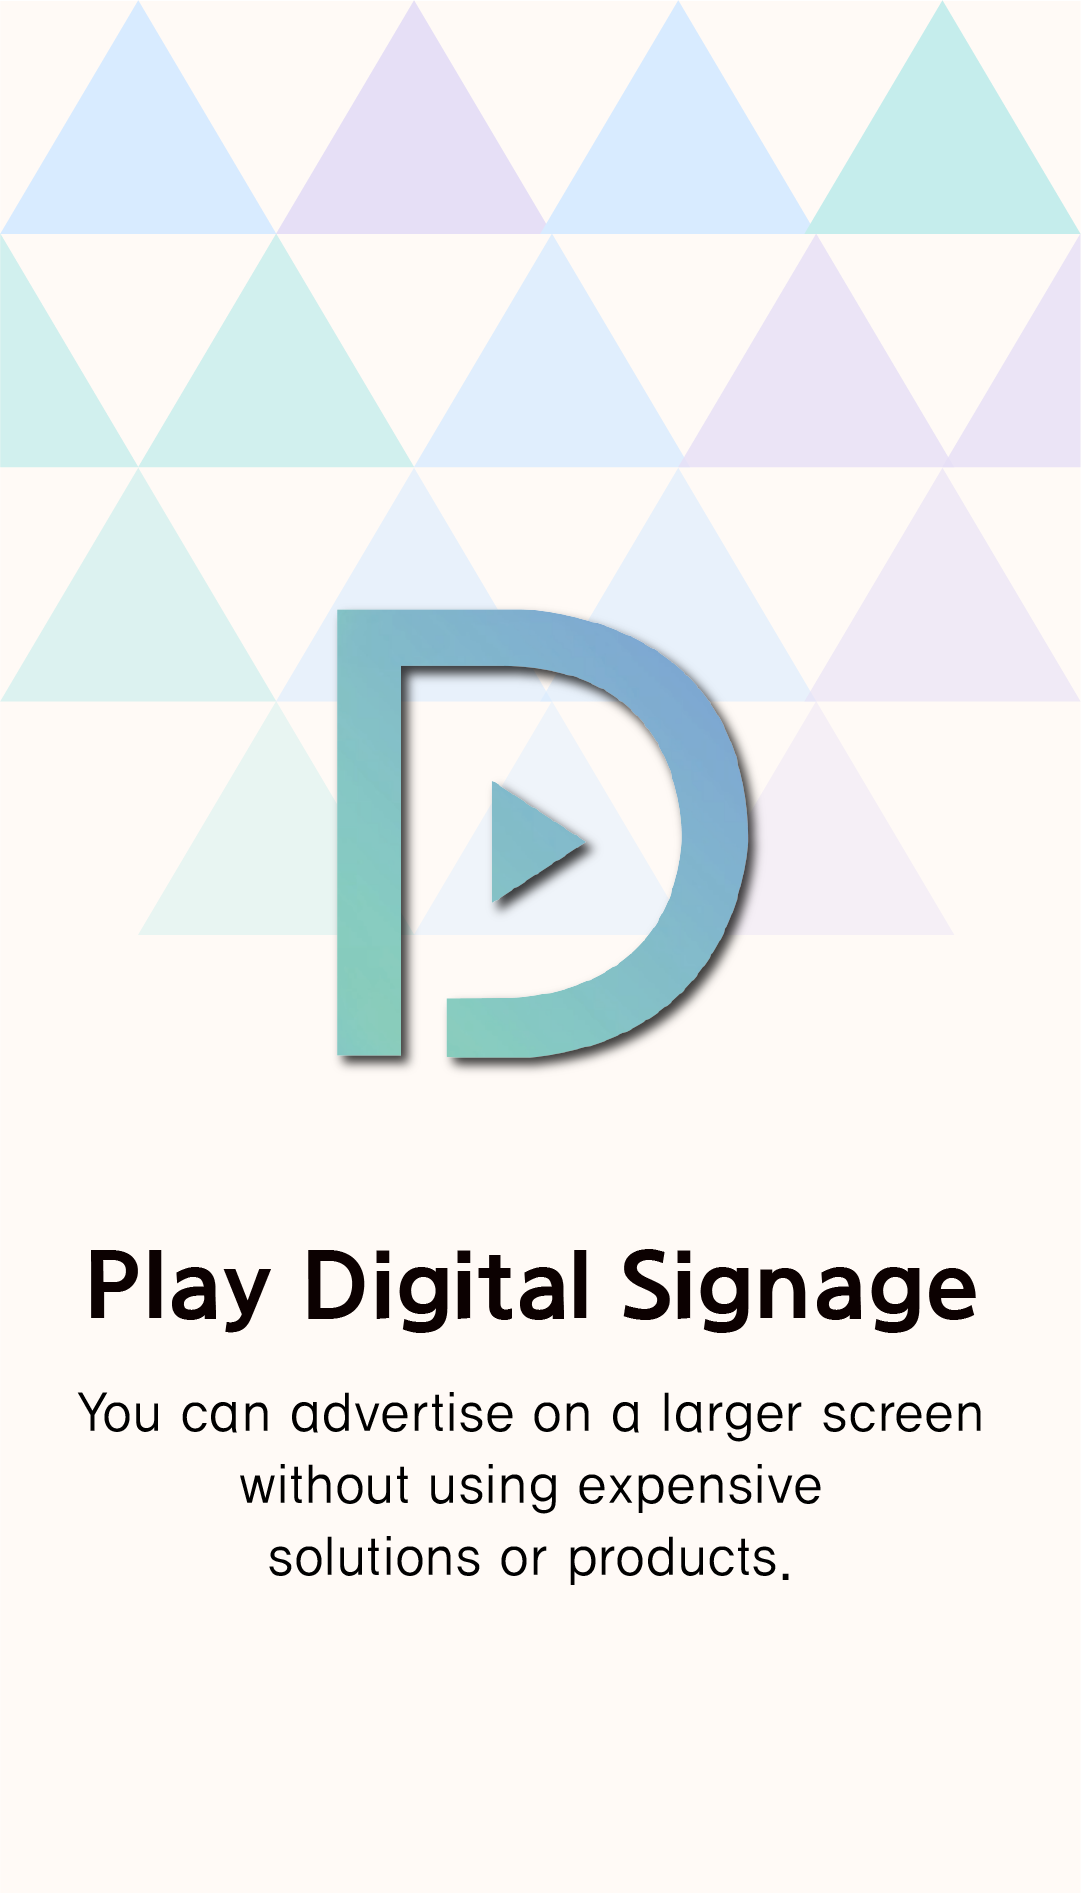 Play Digital Signage
You can advertise on a larger screen
without using expensive
solutions or products.